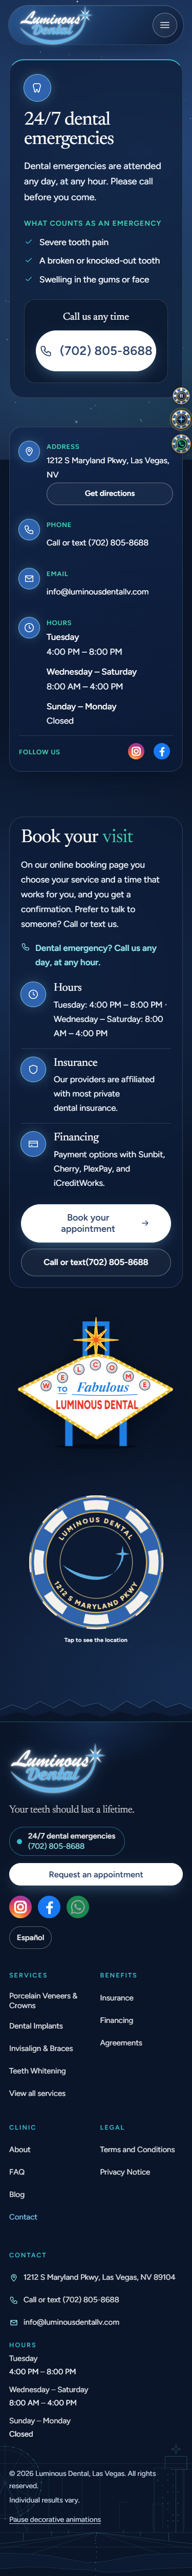 Luminous
Dental
24/7 dental
emergencies
Dental emergencies are attended
any day, at any hour. Please call
before you come.
WHAT COUNTS AS AN EMERGENCY
Severe tooth pain
A broken or knocked-out tooth
Swelling in the gums or face
Call us any time
(702) 805-8688
ADDRESS
1212 S Maryland Pkwy, Las Vegas,
NV
Get directions
PHONE
Call or text (702) 805-8688
EMAIL
info@luminousdentallv.com
HOURS
Tuesday
4:00 PM – 8:00 PM
Wednesday – Saturday
8:00 AM – 4:00 PM
Sunday – Monday
Closed
FOLLOW US
Book your visit
On our online booking page you
choose your service and a time that
works for you, and you get a
confirmation. Prefer to talk to
someone? Call or text us.
Dental emergency? Call us any
day, at any hour.
Hours
Tuesday: 4:00 PM – 8:00 PM ·
Wednesday – Saturday: 8:00
AM – 4:00 PM
Insurance
Our providers are affiliated
with most private
dental insurance.
Financing
Payment options with Sunbit,
Cherry, PlexPay, and
iCreditWorks.
Book your
appointment
Call or text(702) 805-8688
WELCOME
TO Fabulous
LUMINOUS DENTAL
LUMINOUS DENTAL
1212 S MARYLAND PKWY
Tap to see the location
Luminous
Dental
Your teeth should last a lifetime.
24/7 dental emergencies
(702) 805-8688
Request an appointment
Español
SERVICES
Porcelain Veneers &
Crowns
Dental Implants
Invisalign & Braces
Teeth Whitening
View all services
BENEFITS
Insurance
Financing
Agreements
CLINIC
About
FAQ
Blog
Contact
LEGAL
Terms and Conditions
Privacy Notice
CONTACT
1212 S Maryland Pkwy, Las Vegas, NV 89104
Call or text (702) 805-8688
info@luminousdentallv.com
HOURS
Tuesday
4:00 PM – 8:00 PM
Wednesday – Saturday
8:00 AM – 4:00 PM
Sunday – Monday
Closed
© 2026 Luminous Dental, Las Vegas. All rights
reserved.
Individual results vary.
Pause decorative animations